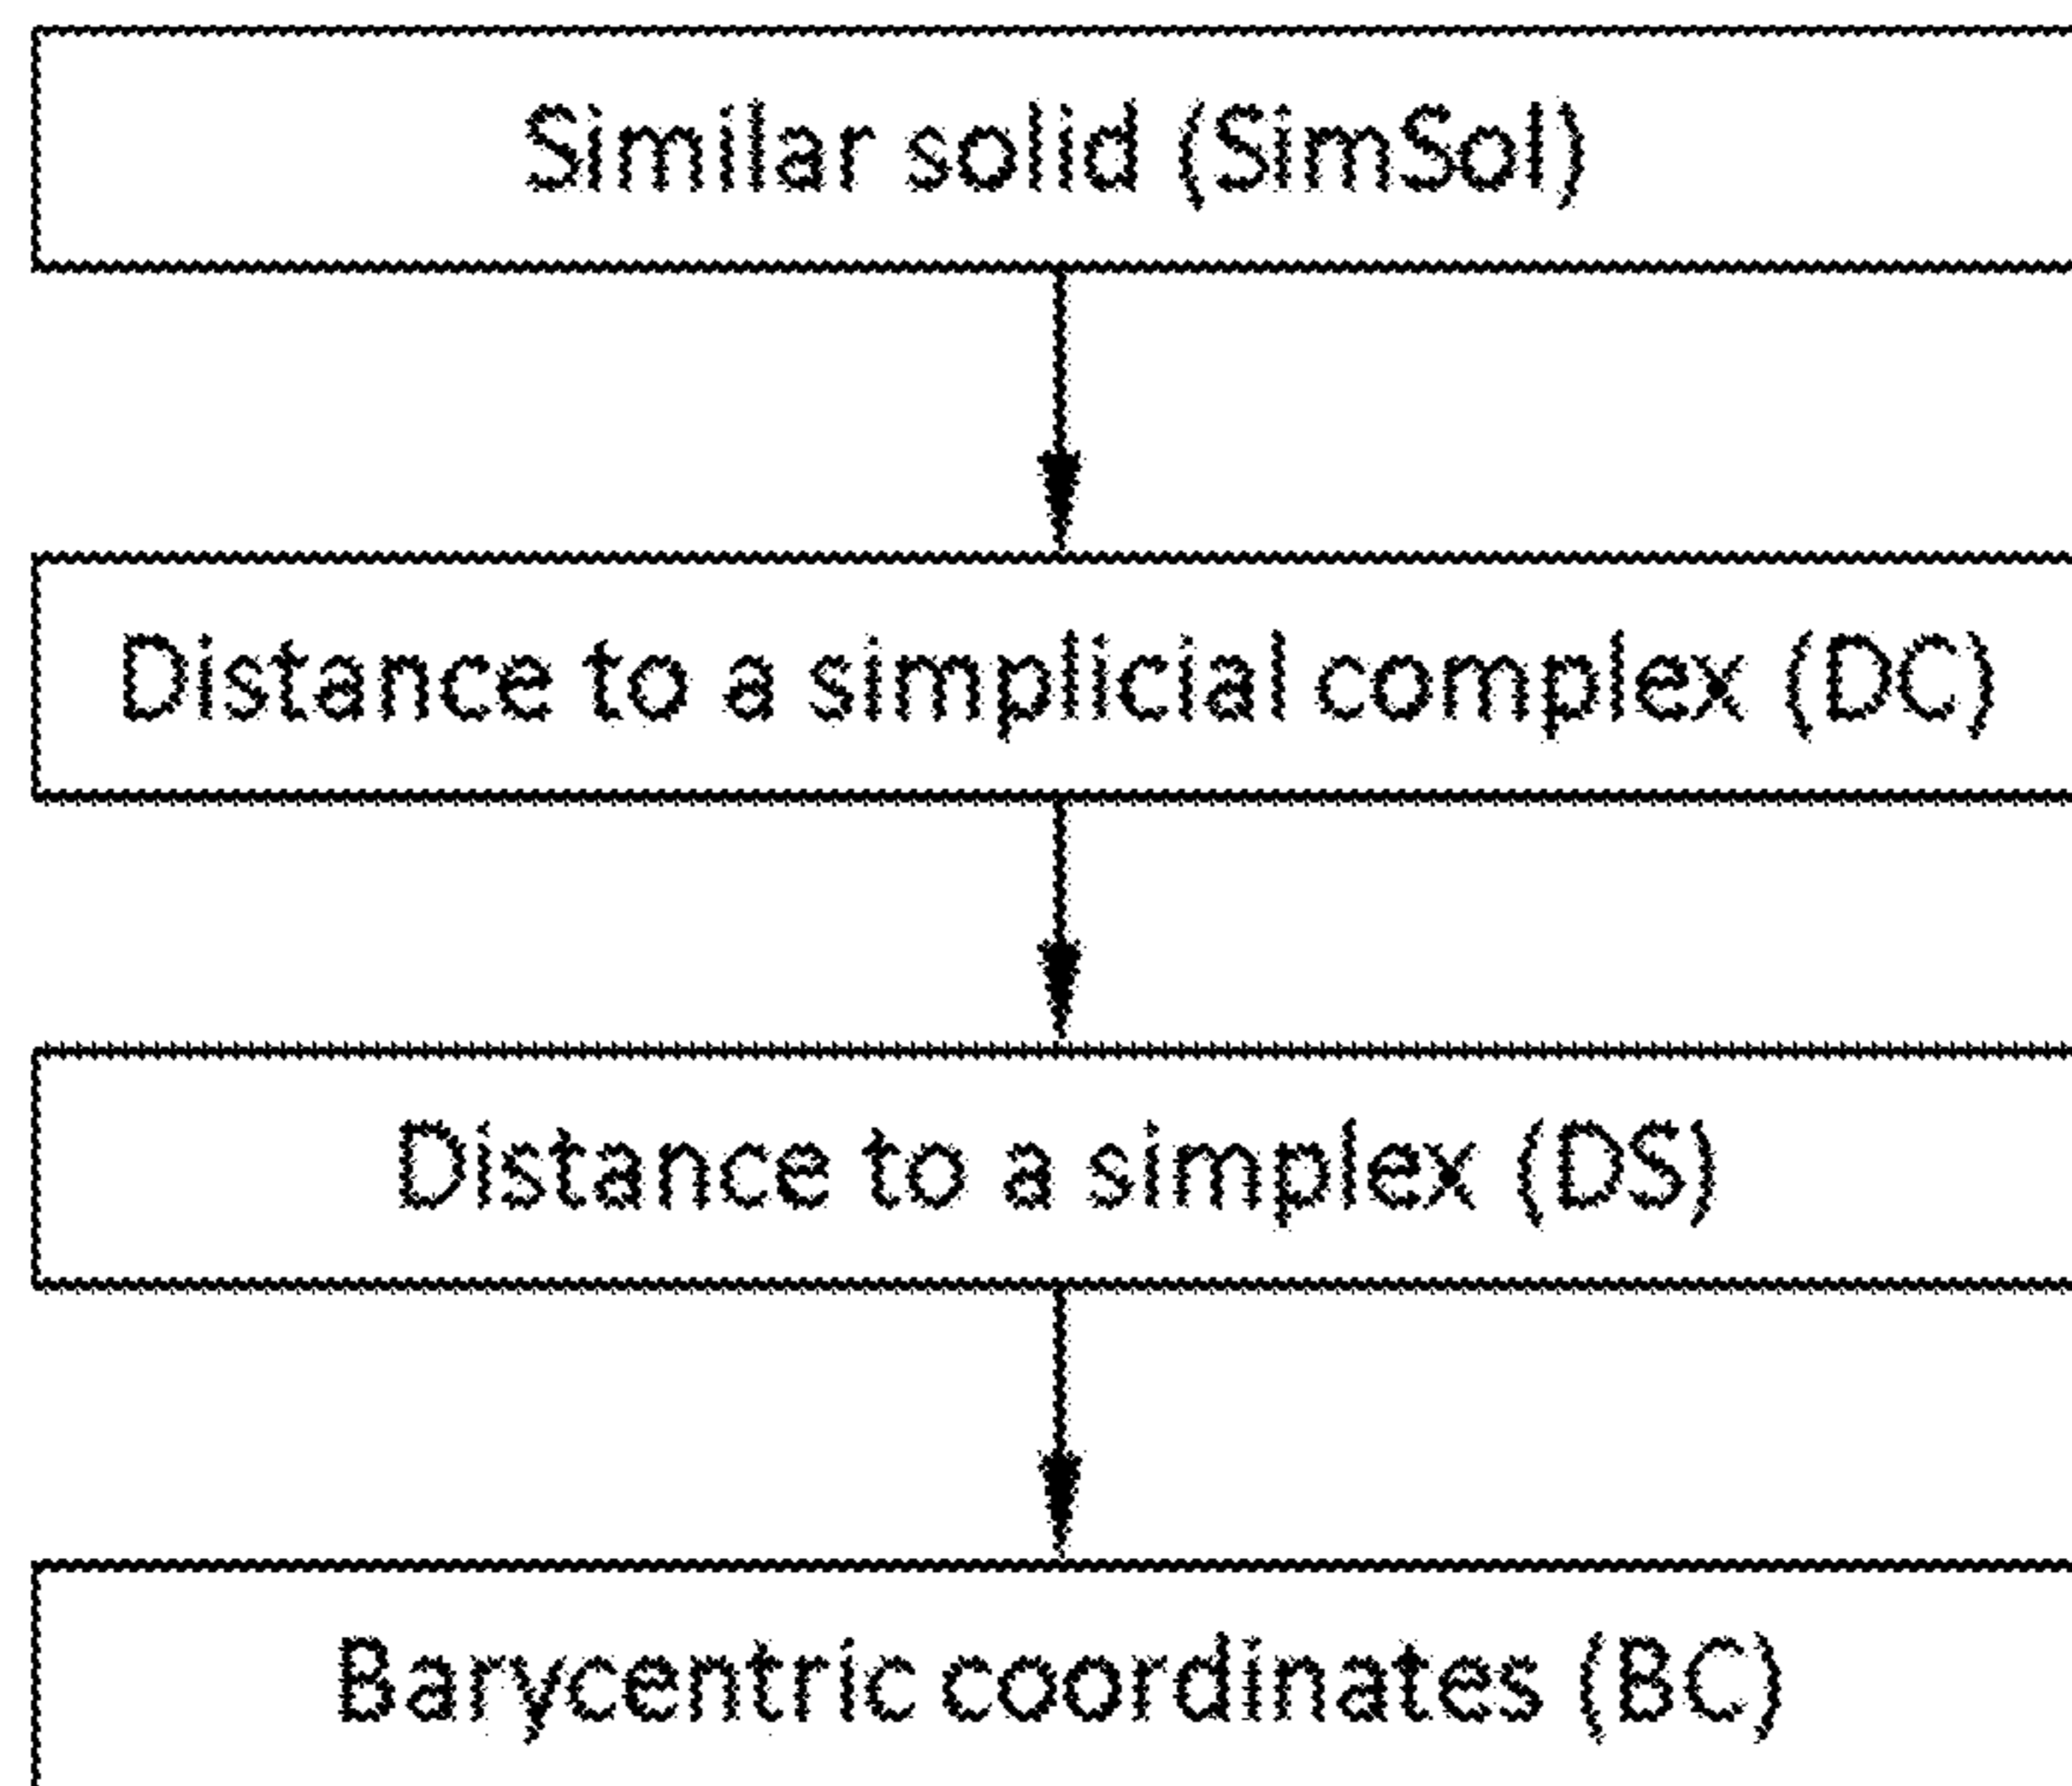 Similar solid (SimSol)
Distance to a simplicial complex (DC)
Distance to a simplex (DS)
Barycentric coordinates (BC)